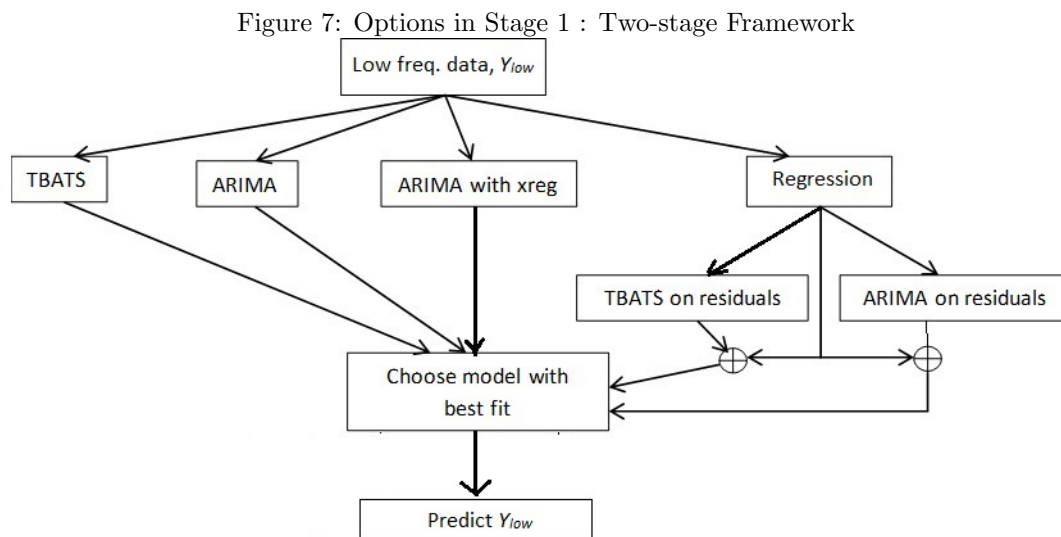 Figure 7: Options in Stage 1 : Two-stage Framework
Low freq. data, Ylow
TBATS
ARIMA
ARIMA with xreg
Regression
TBATS on residuals
ARIMA on residuals
Choose model with
best fit
Predict Ylow